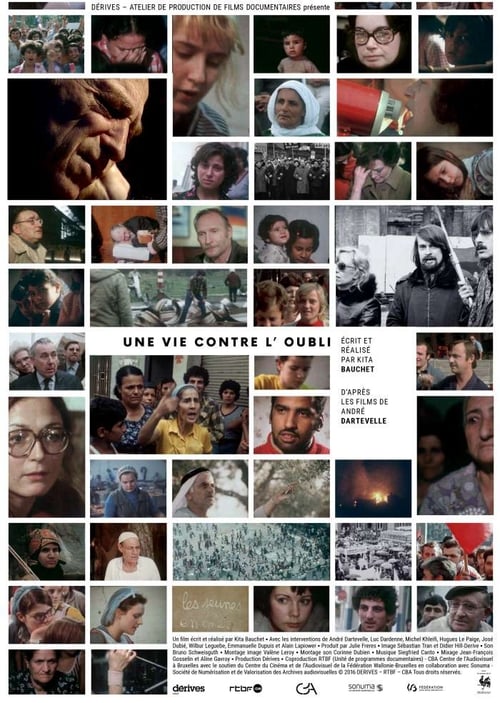 DÉRIVES – ATELIER DE PRODUCTION DE FILMS DOCUMENTAIRES présente
UNE VIE CONTRE L' OUBLI
ÉCRIT ET
RÉALISÉ
PAR KITA
BAUCHET
D'APRÈS
LES FILMS DE
ANDRÉ
DARTEVELLE
les jeunes
Un film écrit et réalisé par Kita Bauchet • Avec les interventions de André Dartevelle, Luc Dardenne, Michel Khleifi, Hugues Le Paige, José
Dubié, Wilbur Leguebe, Emmanuelle Dupuis et Alain Lapiower • Produit par Julie Freres • Image Sébastien Tran et Didier Hill-Derive • Son
Bruno Schweisguth • Montage image Valène Leroy • Montage son Corinne Dubien • Musique Siegfried Canto • Mixage Jean-François
Gosselin et Aline Gavroy • Production Dérives • Coproduction RTBF (Unité de programmes documentaires) - CBA Centre de l'Audiovisuel
à Bruxelles • Avec le soutien du Centre du Cinéma et de l'Audiovisuel de la Fédération Wallonie-Bruxelles en collaboration avec Sonuma -
Société de Numérisation et de Valorisation des Archives audiovisuelles © 2016 DERIVES – RTBF – CBA Tous droits réservés.
dérives
rtbf
CBA
sonuma
FÉDÉRATION
Wallonie